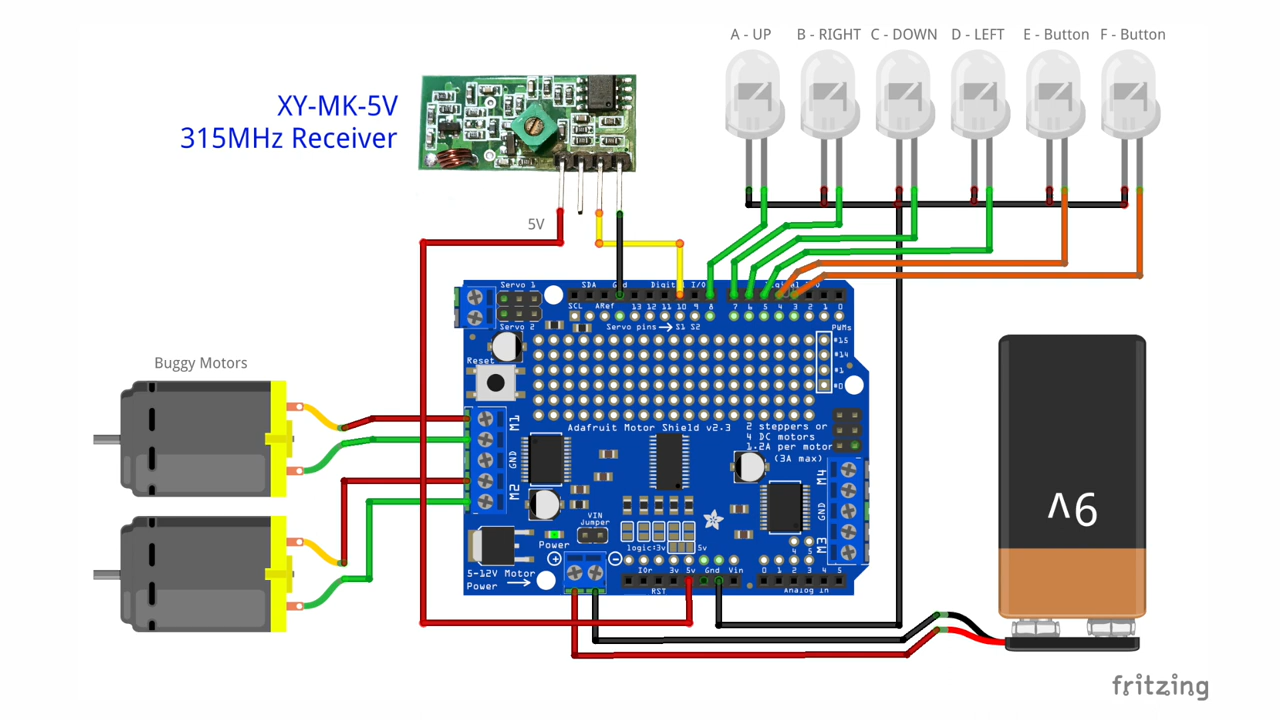 A - UP
B - RIGHT
C - DOWN
D - LEFT
E - Button
F - Button
XY-MK-5V
315MHz Receiver
5V
Servo 1
SDA
Gnd
Digital I/O
SCL
ARef
13
12
11
10
9
8
7
6
5
4
3
2
1
0
Servo 2
Servo pins → S1 S2
PWMs
#15
#14
#1
#0
Reset
Buggy Motors
Adafruit Motor Shield v2.3
2 steppers or
4 DC motors
1.2A per motor
(3A max)
M1
GND
M2
M4
GND
M3
VIN
Jumper
Power
logic:3v
5v
5-12V Motor
Power →
IOr
3v
5v
Gnd
Vin
RST
4
5
0
1
2
3
4
5
Analog in
9V
fritzing